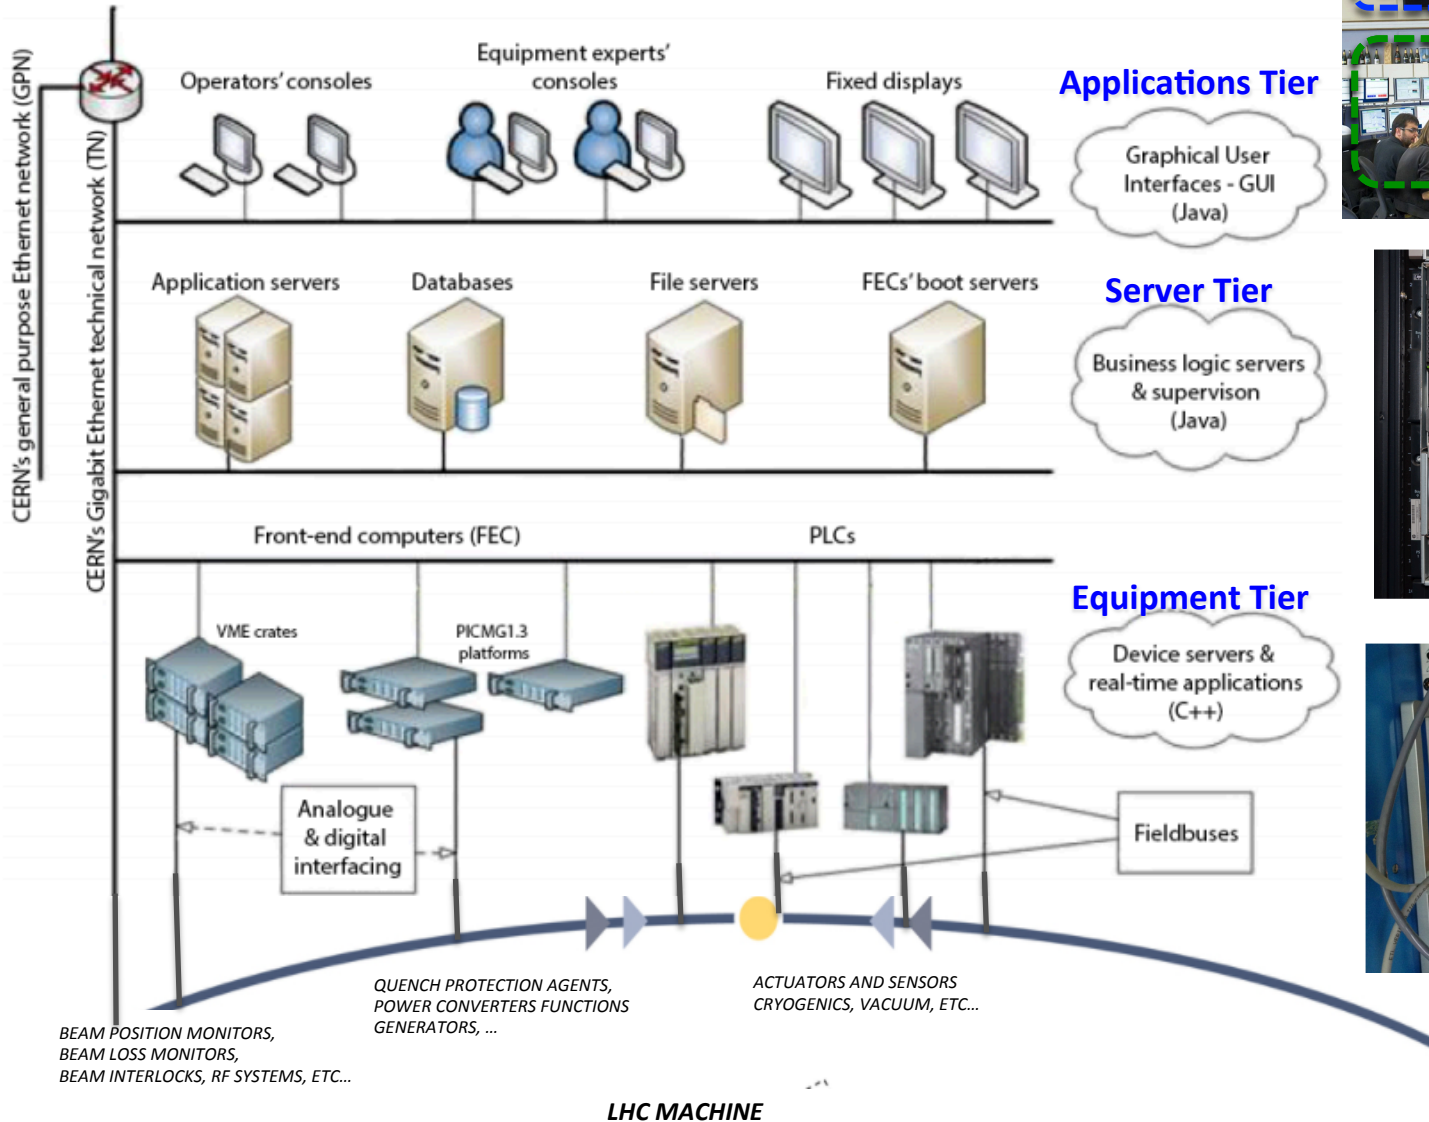 CERN's general purpose Ethernet network (GPN)
CERN's Gigabit Ethernet technical network (TN)
Operators' consoles
Equipment experts'
consoles
Fixed displays
Applications Tier
Graphical User
Interfaces - GUI
(Java)
Application servers
Databases
File servers
FECs' boot servers
Server Tier
Business logic servers
& supervison
(Java)
Front-end computers (FEC)
PLCs
Equipment Tier
VME crates
PICMG1.3
platforms
Device servers &
real-time applications
(C++)
Analogue
& digital
interfacing
Fieldbuses
QUENCH PROTECTION AGENTS,
POWER CONVERTERS FUNCTIONS
GENERATORS, ...
ACTUATORS AND SENSORS
CRYOGENICS, VACUUM, ETC...
BEAM POSITION MONITORS,
BEAM LOSS MONITORS,
BEAM INTERLOCKS, RF SYSTEMS, ETC...
LHC MACHINE